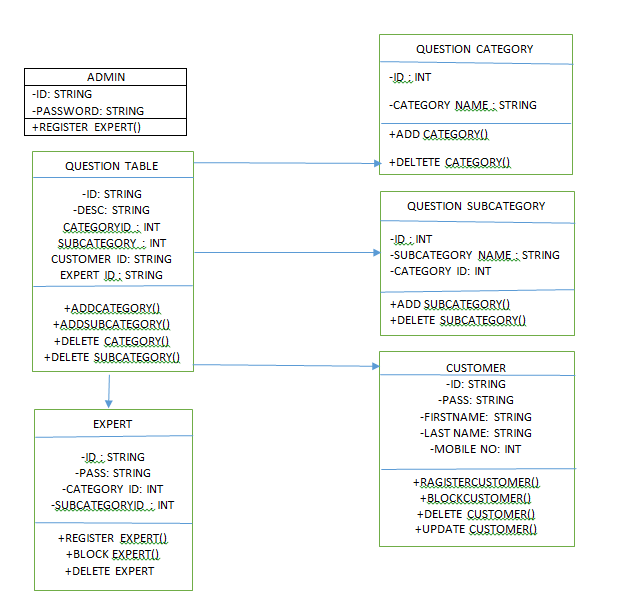 ADMIN
-ID: STRING
-PASSWORD: STRING
+REGISTER EXPERT()
QUESTION TABLE
-ID: STRING
-DESC: STRING
CATEGORYID : INT
SUBCATEGORY : INT
CUSTOMER ID: STRING
EXPERT ID : STRING
+ADDCATEGORY()
+ADDSUBCATEGORY()
+DELETE CATEGORY()
+DELETE SUBCATEGORY()
EXPERT
-ID : STRING
-PASS: STRING
-CATEGORY ID: INT
-SUBCATEGORYID : INT
+REGISTER EXPERT()
+BLOCK EXPERT()
+DELETE EXPERT
QUESTION CATEGORY
-ID : INT
-CATEGORY NAME : STRING
+ADD CATEGORY()
+DELTETE CATEGORY()
QUESTION SUBCATEGORY
-ID : INT
-SUBCATEGORY NAME : STRING
-CATEGORY ID: INT
+ADD SUBCATEGORY()
+DELETE SUBCATEGORY()
CUSTOMER
-ID: STRING
-PASS: STRING
-FIRSTNAME: STRING
-LAST NAME: STRING
-MOBILE NO: INT
+RAGISTERCUSTOMER()
+BLOCKCUSTOMER()
+DELETE CUSTOMER()
+UPDATE CUSTOMER()